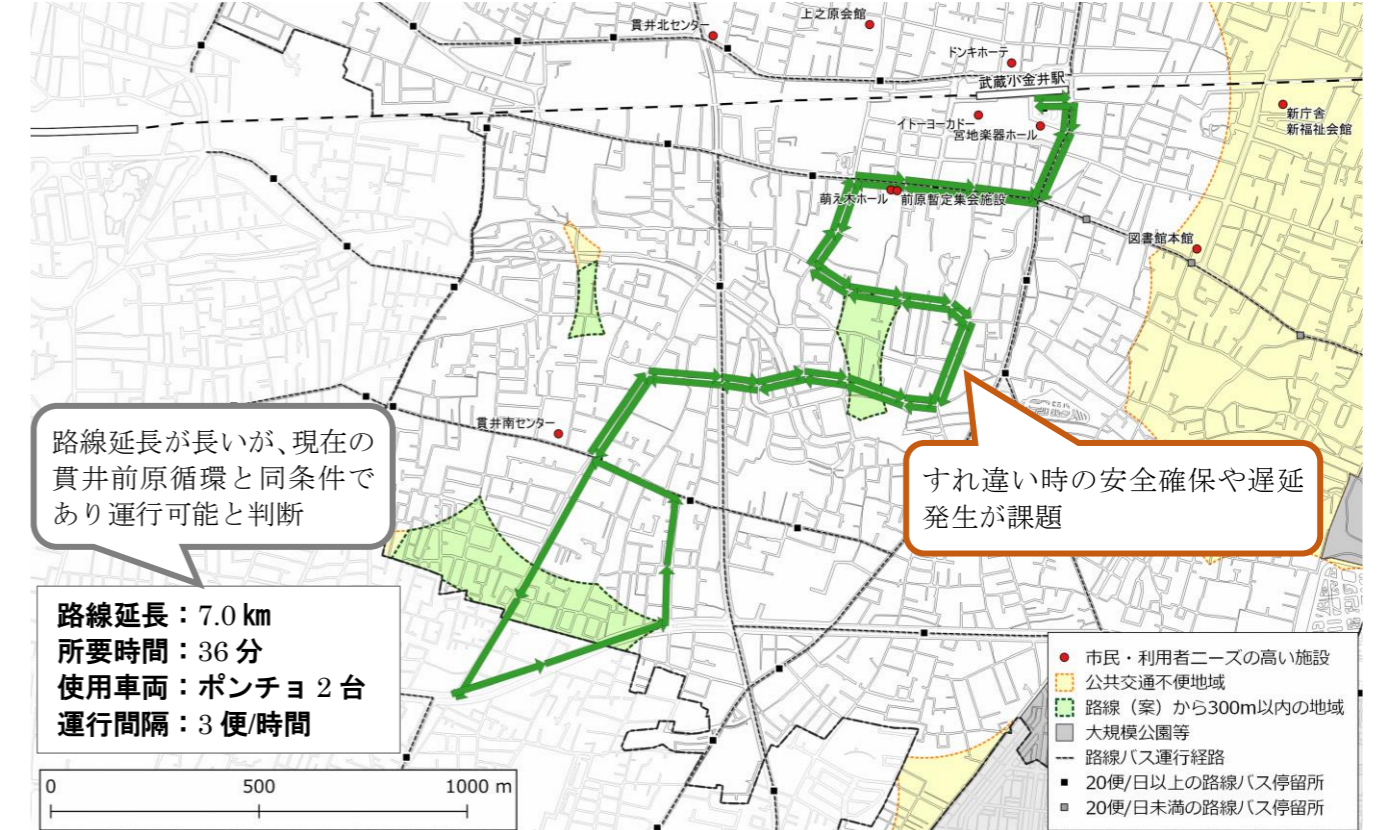 上之原会館
貫井北センター
ドンキホーテ
武蔵小金井駅
新庁舎
新福祉会館
イトーヨーカドー
宮地楽器ホール
萌え木ホール
前原暫定集会施設
図書館本館
貫井南センター
路線延長が長いが、現在の
貫井前原循環と同条件で
あり運行可能と判断
すれ違い時の安全確保や遅延
発生が課題
路線延長：7.0 km
所要時間：36 分
使用車両：ポンチョ 2 台
運行間隔：3 便/時間
市民・利用者ニーズの高い施設
公共交通不便地域
路線（案）から300m以内の地域
大規模公園等
路線バス運行経路
20便/日以上の路線バス停留所
20便/日未満の路線バス停留所
0 500 1000 m